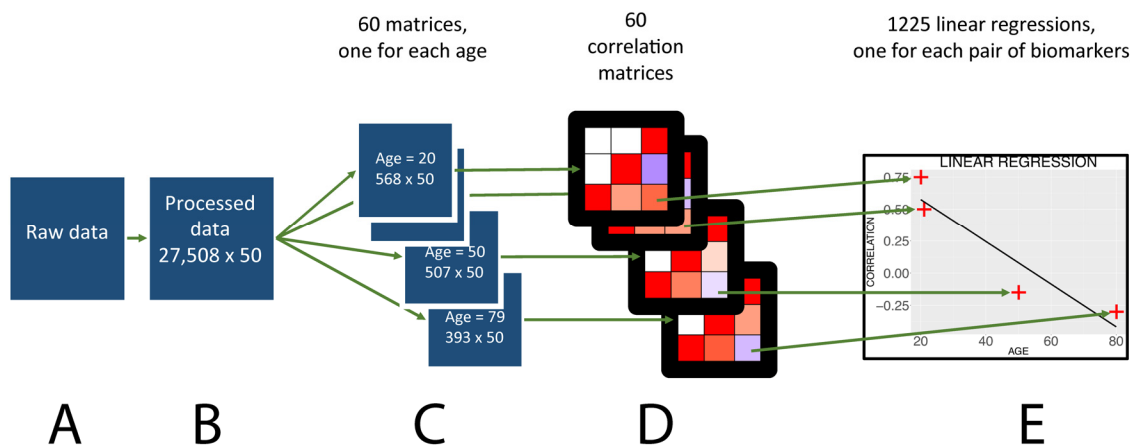 60 matrices,
one for each age
60
correlation
matrices
1225 linear regressions,
one for each pair of biomarkers
Raw data
Processed
data
27,508 x 50
Age = 20
568 x 50
Age = 50
507 x 50
Age = 79
393 x 50
LINEAR REGRESSION
CORRELATION
0.75
0.50
0.25
0.00
−0.25
20
40
60
80
AGE
A
B
C
D
E